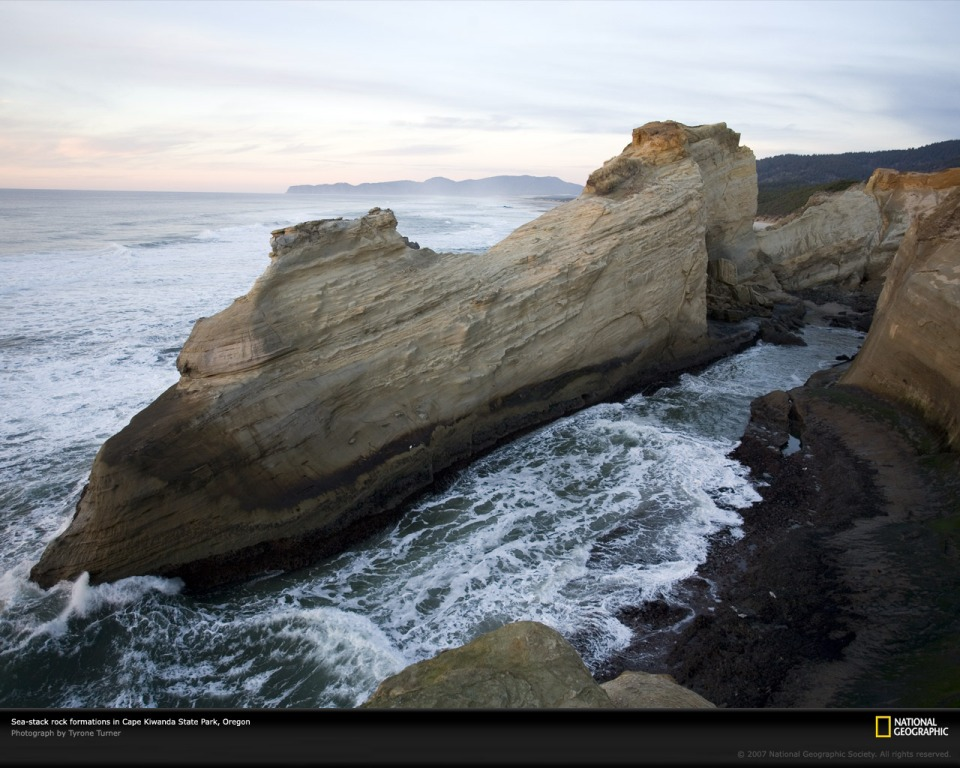 Sea-stack rock formations in Cape Kiwanda State Park, Oregon
Photograph by Tyrone Turner
NATIONAL
GEOGRAPHIC
© 2007 National Geographic Society. All rights reserved.